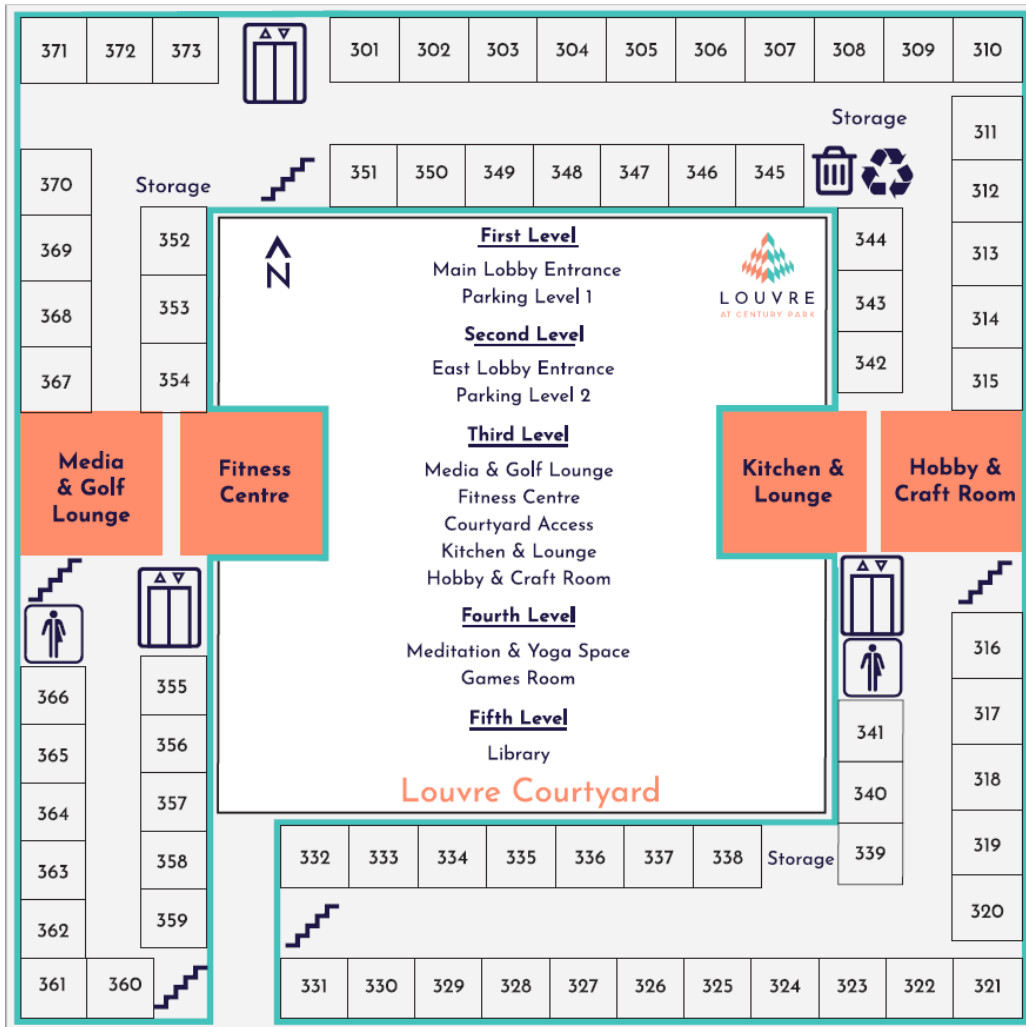 371 372 373 301 302 303 304 305 306 307 308 309 310
Storage
311
351 350 349 348 347 346 345
370
Storage
312
352
369
353
368
354
367
344
313
343
314
342
315
N
LOUVRE
AT CENTURY PARK
First Level
Main Lobby Entrance
Parking Level 1
Second Level
East Lobby Entrance
Parking Level 2
Third Level
Media & Golf Lounge
Fitness Centre
Courtyard Access
Kitchen & Lounge
Hobby & Craft Room
Fourth Level
Meditation & Yoga Space
Games Room
Fifth Level
Library
Louvre Courtyard
Media
& Golf
Lounge
Fitness
Centre
Kitchen &
Lounge
Hobby &
Craft Room
366
355
365
356
364
357
363
358
362
359
361 360
316
317
341
318
340
319
339
320
332 333 334 335 336 337 338 Storage
331 330 329 328 327 326 325 324 323 322 321